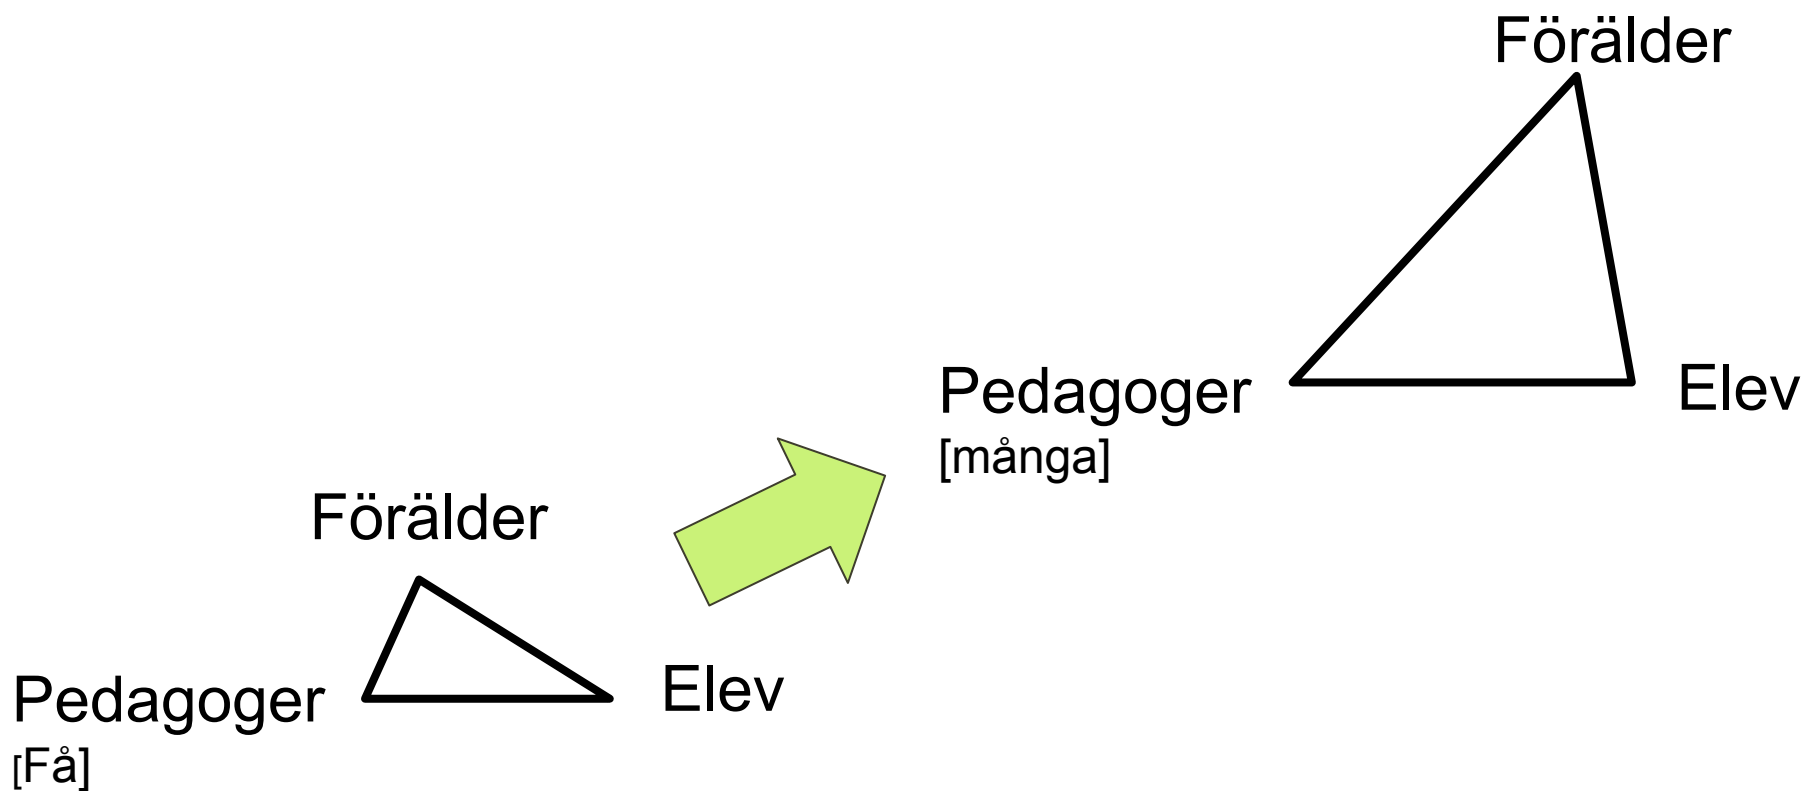 Förälder
Pedagoger
[många]
Elev
Förälder
Pedagoger
[Få]
Elev